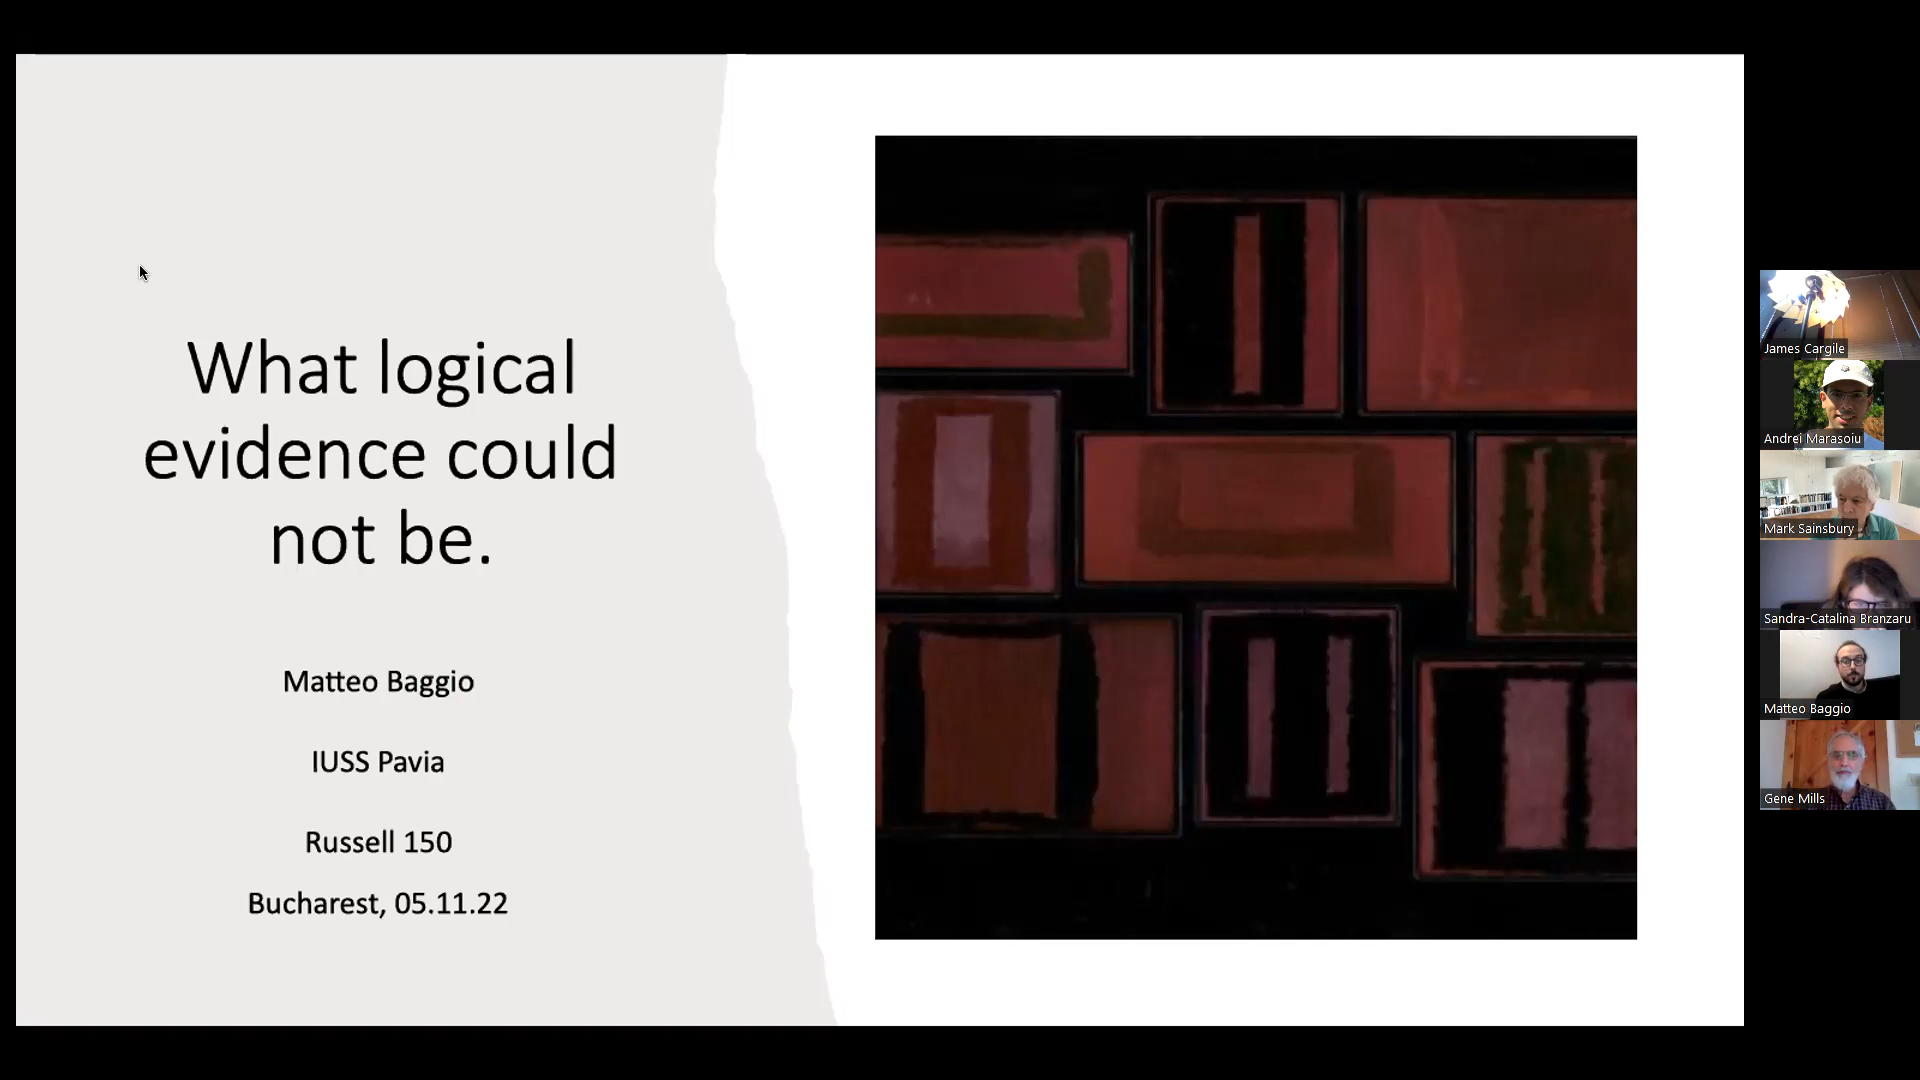 What logical
evidence could
not be.
Matteo Baggio
IUSS Pavia
Russell 150
Bucharest, 05.11.22
James Cargile
Andrei Marasoiu
Mark Sainsbury
Sandra-Catalina Branzaru
Matteo Baggio
Gene Mills